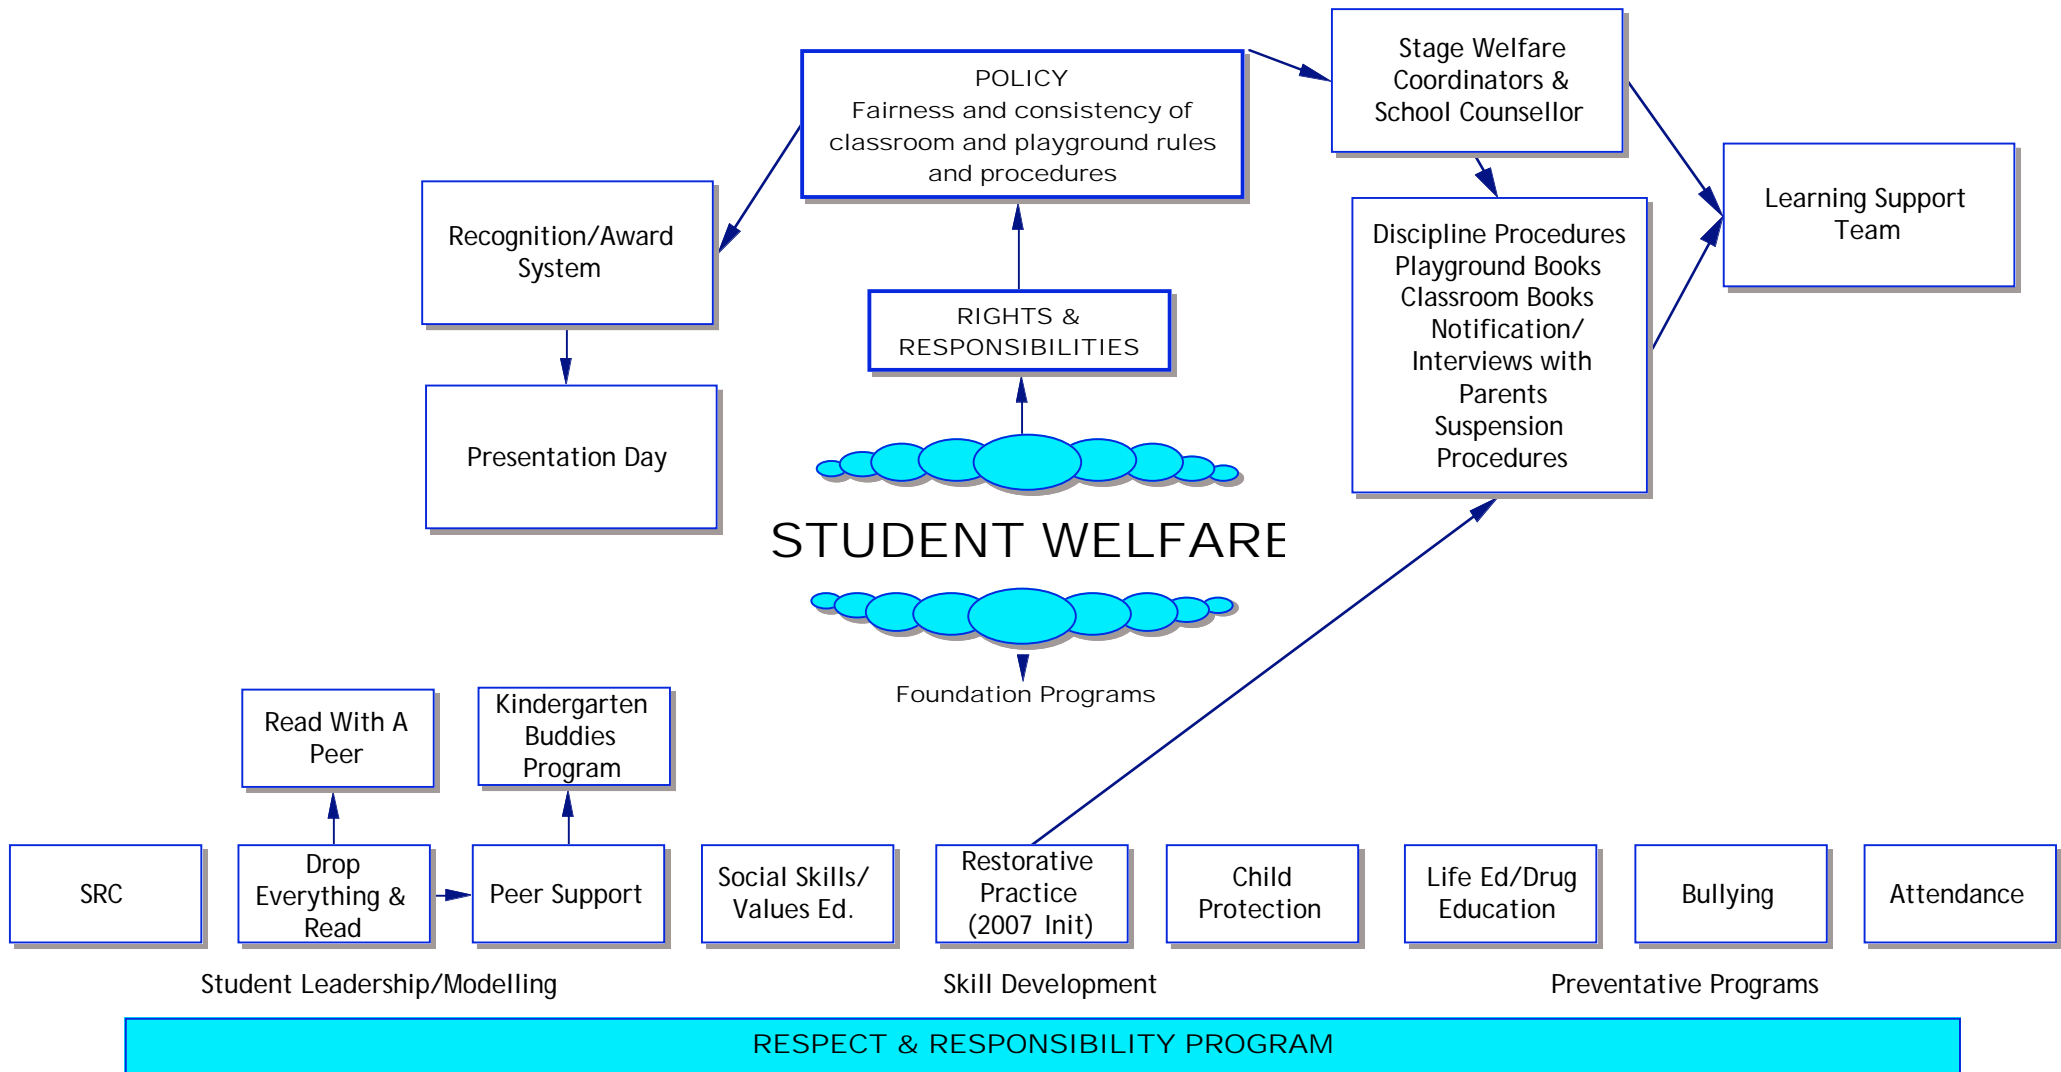 Stage Welfare
Coordinators &
School Counsellor
POLICY
Fairness and consistency of
classroom and playground rules
and procedures
Learning Support
Team
Recognition/Award
System
Discipline Procedures
Playground Books
Classroom Books
Notification/
Interviews with
Parents
Suspension
Procedures
RIGHTS &
RESPONSIBILITIES
Presentation Day
STUDENT WELFARE
Foundation Programs
Read With A
Peer
Kindergarten
Buddies
Program
SRC
Drop
Everything &
Read
Peer Support
Social Skills/
Values Ed.
Restorative
Practice
(2007 Init)
Child
Protection
Life Ed/Drug
Education
Bullying
Attendance
Student Leadership/Modelling
Skill Development
Preventative Programs
RESPECT & RESPONSIBILITY PROGRAM